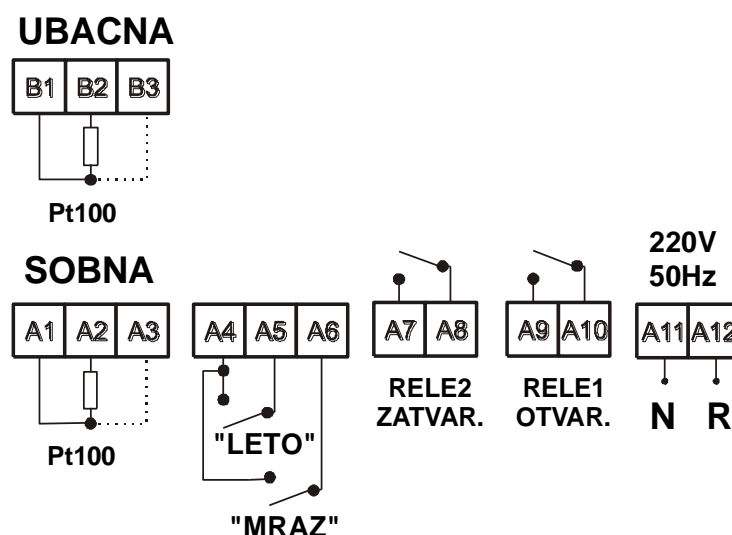 UBACNA
B1 B2 B3
Pt100
SOBNA
A1 A2 A3
Pt100
A4 A5 A6
"LETO"
"MRAZ"
A7 A8
RELE2
ZATVAR.
A9 A10
RELE1
OTVAR.
220V
50Hz
A11 A12
N R